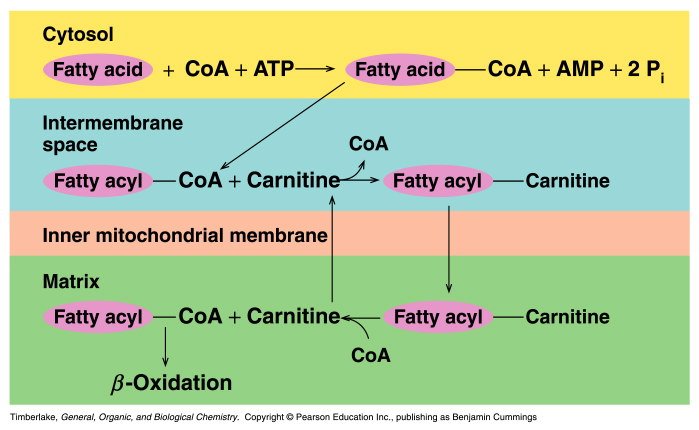 Cytosol
Fatty acid + CoA + ATP Fatty acid CoA + AMP + 2 Pi
Intermembrane
space
CoA
Fatty acyl CoA + Carnitine Fatty acyl Carnitine
Inner mitochondrial membrane
Matrix
Fatty acyl CoA + Carnitine Fatty acyl Carnitine
CoA
β-Oxidation
Timberlake, General, Organic, and Biological Chemistry. Copyright © Pearson Education Inc., publishing as Benjamin Cummings